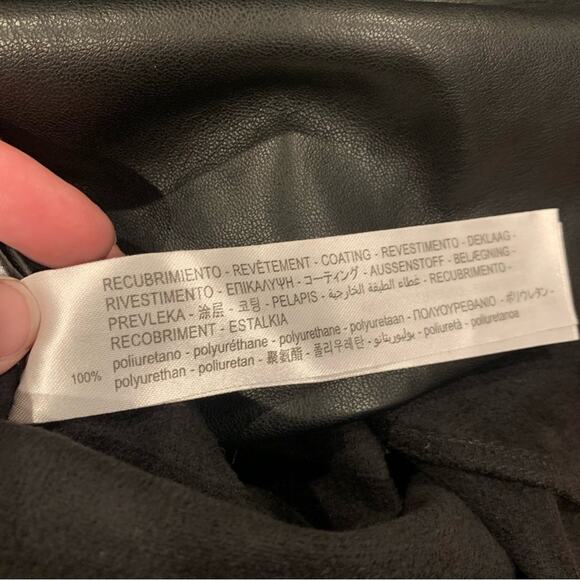 RECUBRIMIENTO - REVÊTEMENT - COATING - REVESTIMENTO - DEKLAAG -
RIVESTIMENTO - ΕΠΙΚΑΛΥΨΗ - コーティング - AUSSENSTOFF - BELÆGNING -
PREVLEKA - 涂层 - 코팅 - PELAPIS - غطاء الطبقة الخارجية - RECUBRIMENTO -
RECOBRIMENT - ESTALKIA
100% poliuretano - polyuréthane - polyurethane - polyuretaan - ΠΟΛΥΟΥΡΕΘΑΝΙΟ - ポリウレタン -
polyurethan - poliuretan - 聚氨酯 - 폴리우레탄 - بوليوريتانو - poliuretà - poliuretanoa